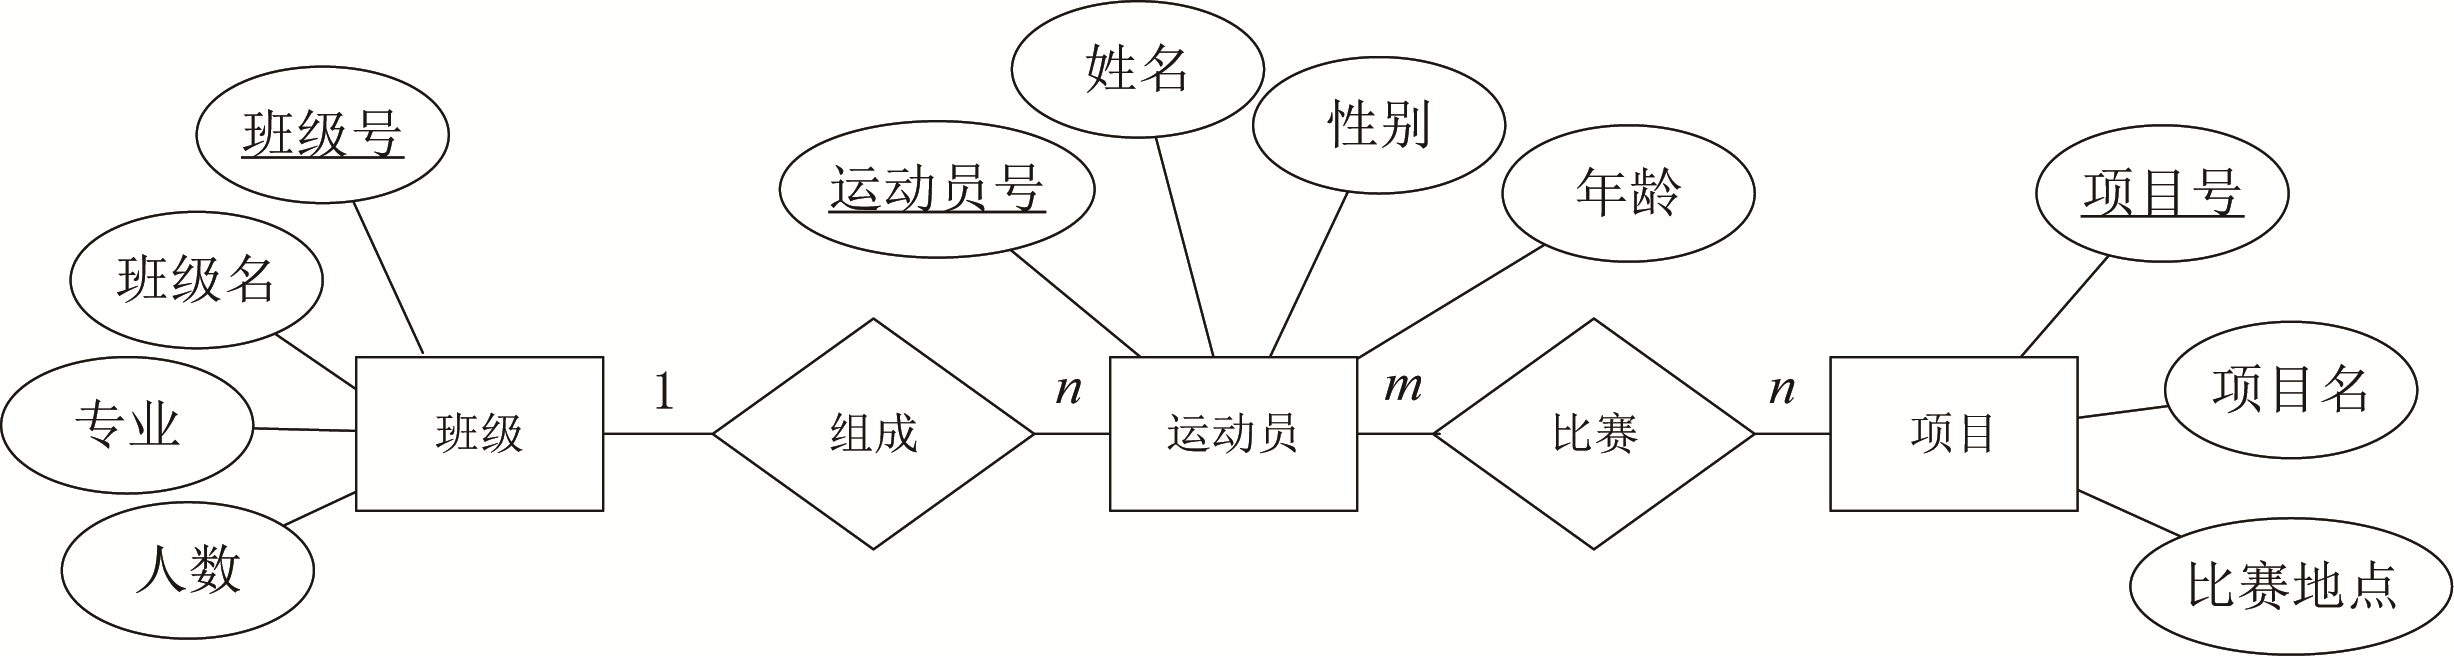 姓名
性别
班级号
运动员号
年龄
项目号
班级名
1
n
m
n
项目名
专业
班级
组成
运动员
比赛
项目
人数
比赛地点